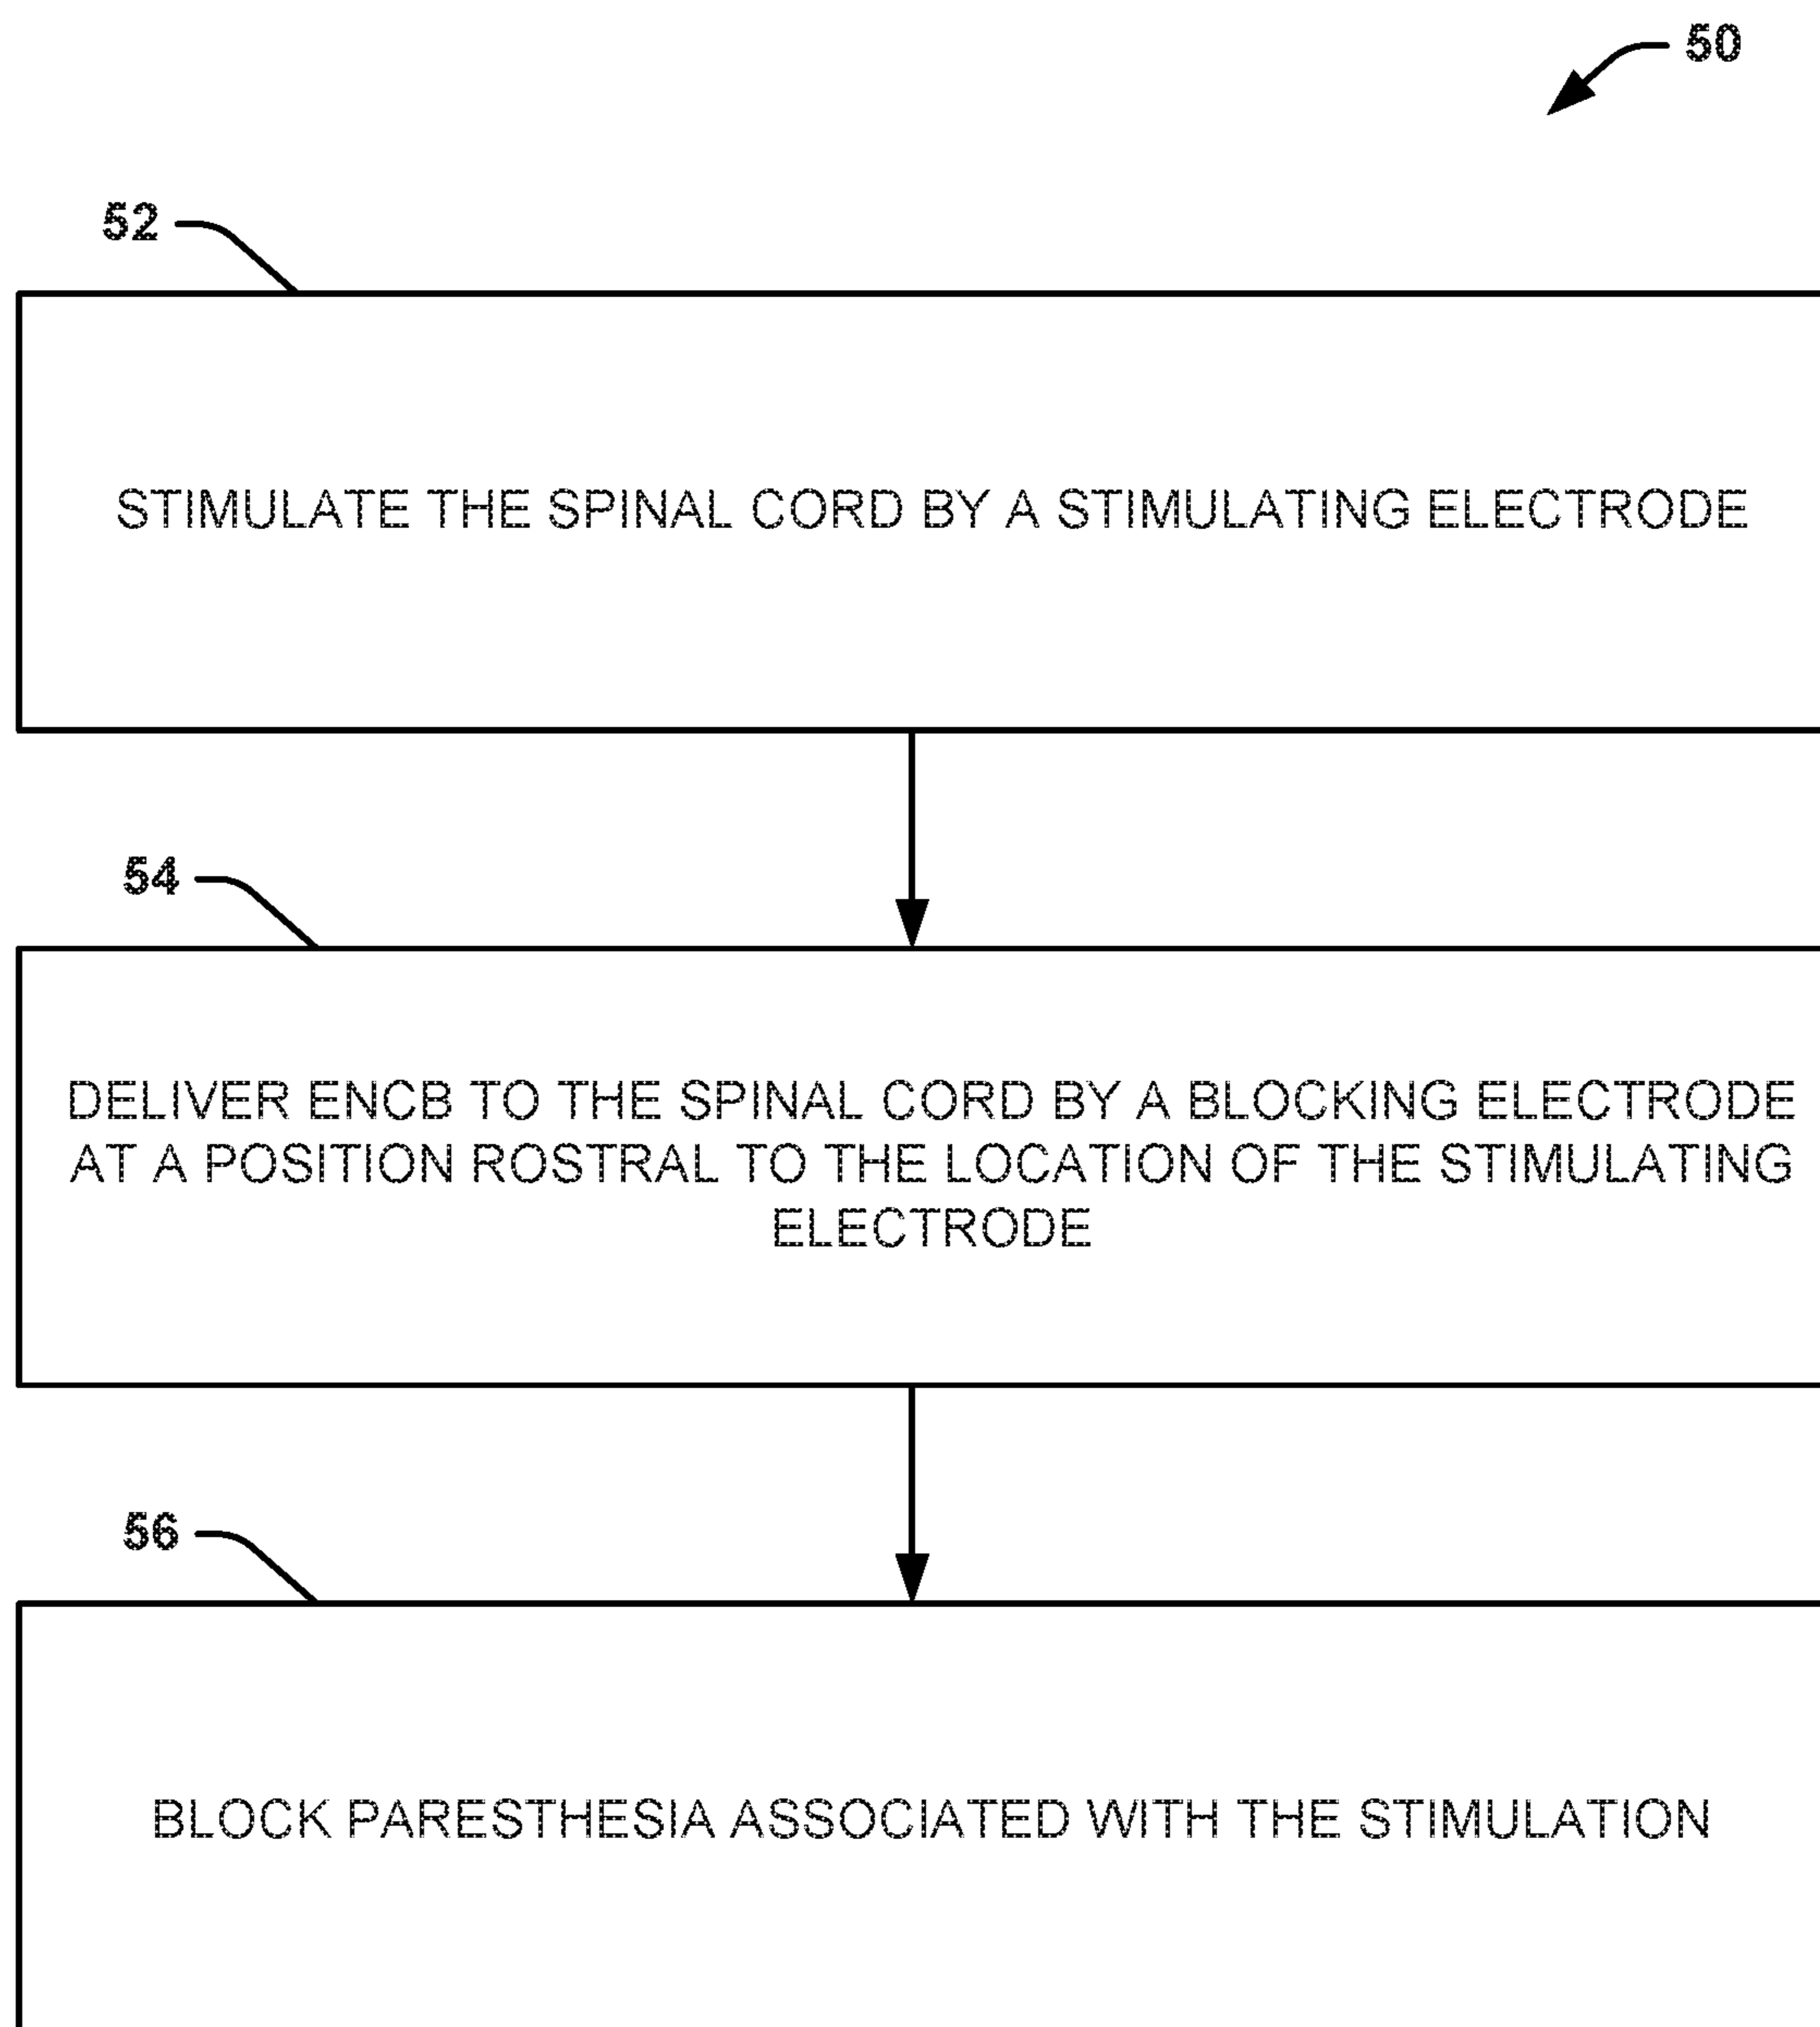 50
52
STIMULATE THE SPINAL CORD BY A STIMULATING ELECTRODE
54
DELIVER ENCB TO THE SPINAL CORD BY A BLOCKING ELECTRODE
AT A POSITION ROSTRAL TO THE LOCATION OF THE STIMULATING
ELECTRODE
56
BLOCK PARESTHESIA ASSOCIATED WITH THE STIMULATION